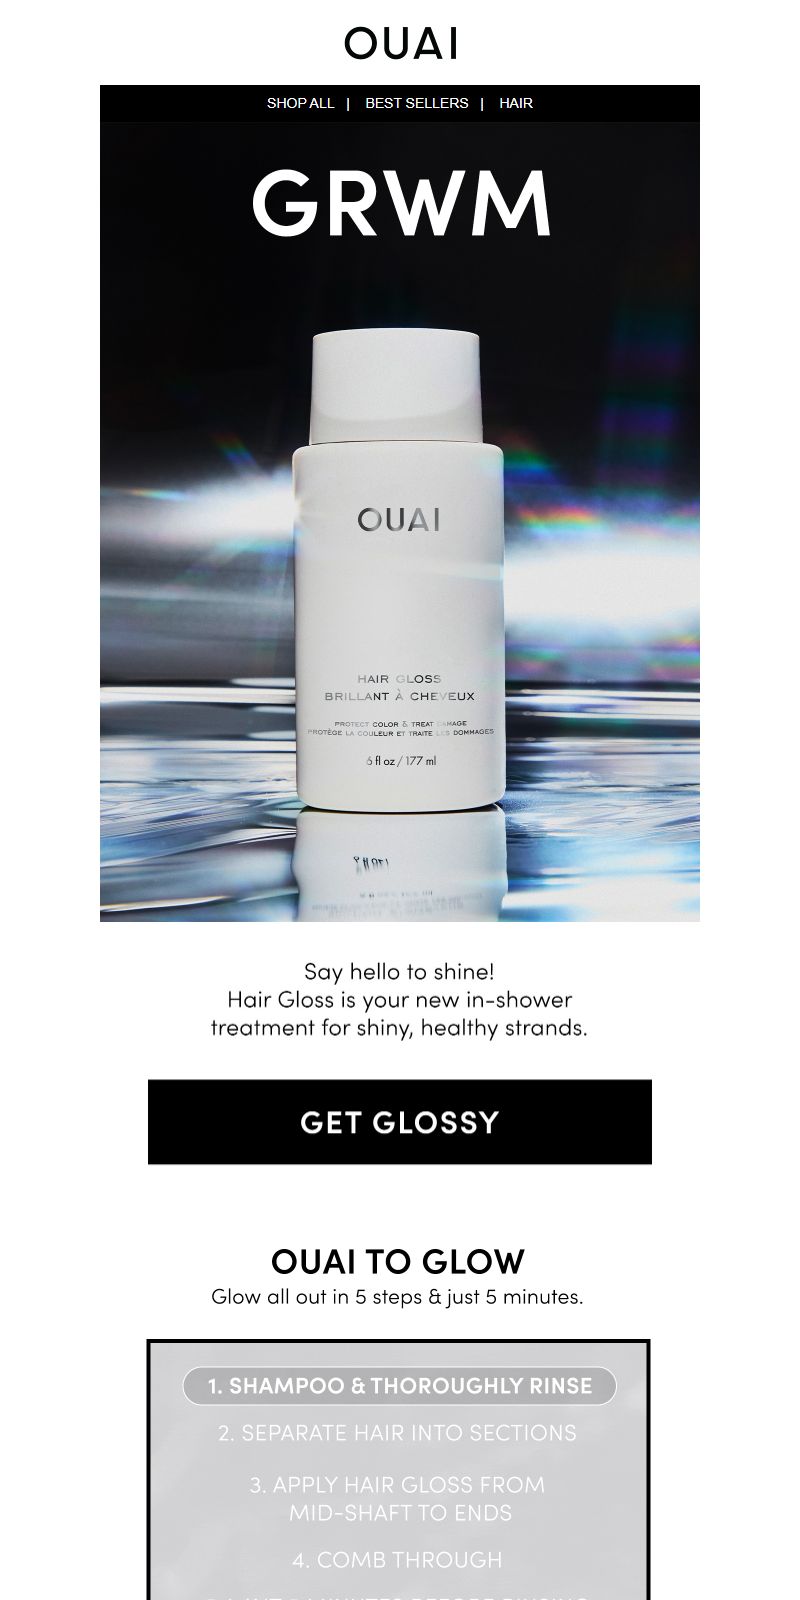 OUAI
SHOP ALL | BEST SELLERS | HAIR
GRWM
OUAI
HAIR GLOSS
BRILLANT À CHEVEUX
PROTECT COLOR & TREAT DAMAGE
PROTÈGE LA COULEUR ET TRAITE LES DOMMAGES
6 fl oz / 177 ml
Say hello to shine!
Hair Gloss is your new in-shower
treatment for shiny, healthy strands.
GET GLOSSY
OUAI TO GLOW
Glow all out in 5 steps & just 5 minutes.
1. SHAMPOO & THOROUGHLY RINSE
2. SEPARATE HAIR INTO SECTIONS
3. APPLY HAIR GLOSS FROM
MID-SHAFT TO ENDS
4. COMB THROUGH